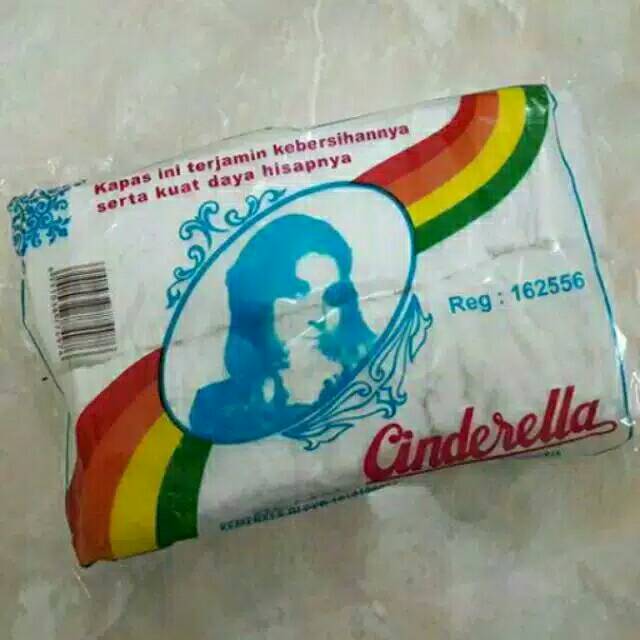 Kapas ini terjamin kebersihannya
serta kuat daya hisapnya
Reg : 162556
Cinderella